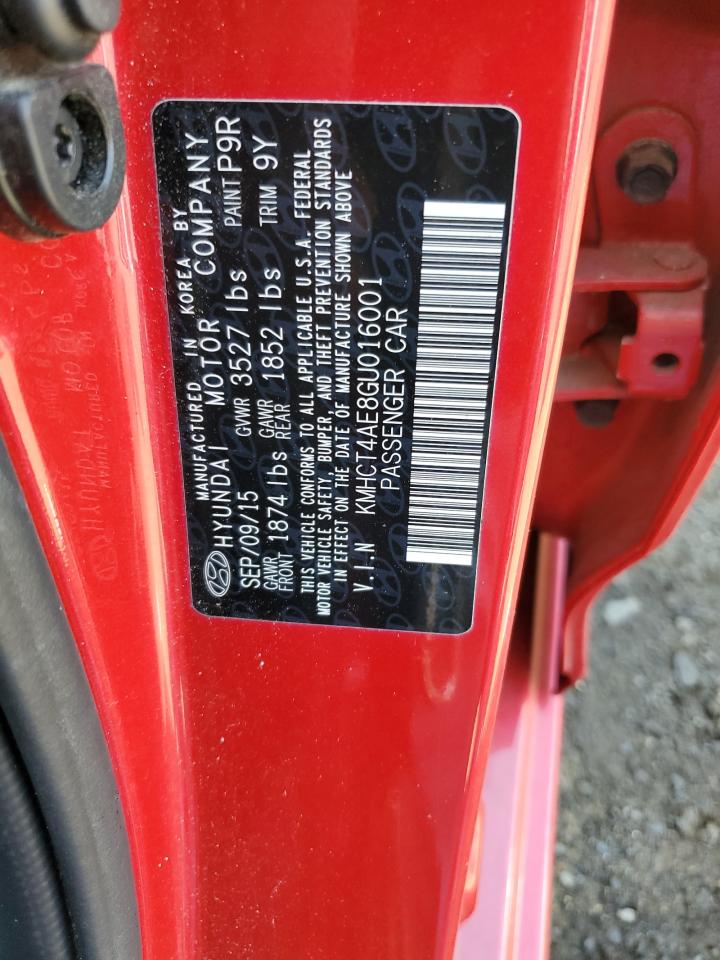 MANUFACTURED IN KOREA BY
HYUNDAI MOTOR COMPANY
SEP/09/15 GVWR 3527 lbs PAINT P9R
GAWR FRONT 1874 lbs GAWR REAR 1852 lbs TRIM 9Y
THIS VEHICLE CONFORMS TO ALL APPLICABLE U.S.A. FEDERAL
MOTOR VEHICLE SAFETY, BUMPER, AND THEFT PREVENTION STANDARDS
IN EFFECT ON THE DATE OF MANUFACTURE SHOWN ABOVE
V.I.N KMHCT4AE8GU016001
PASSENGER CAR